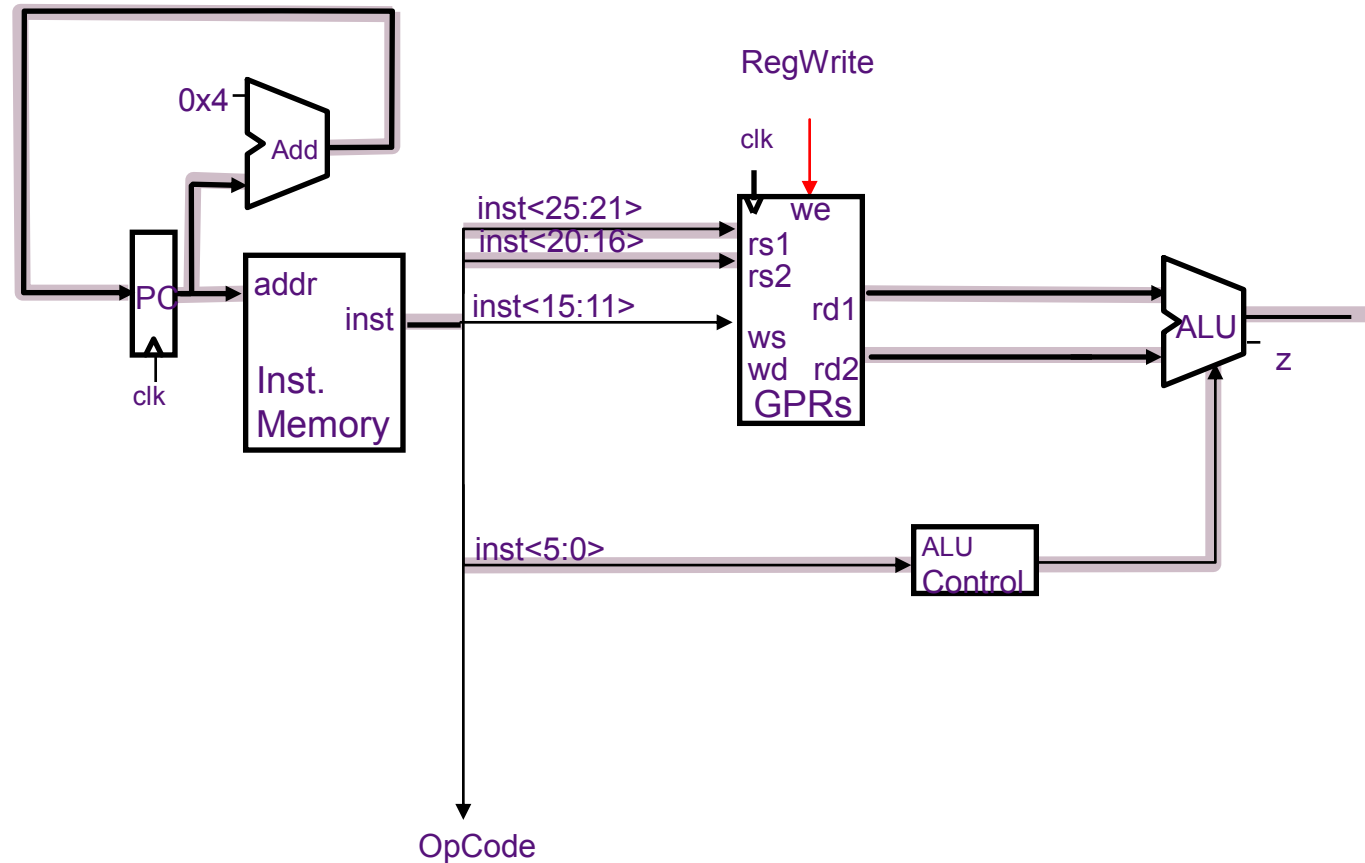 RegWrite
0x4
Add
clk
inst<25:21>
we
inst<20:16>
rs1
rs2
PC
addr
inst<15:11>
inst
rd1
ws
ALU
wd
rd2
z
clk
Inst.
Memory
GPRs
inst<5:0>
ALU
Control
OpCode